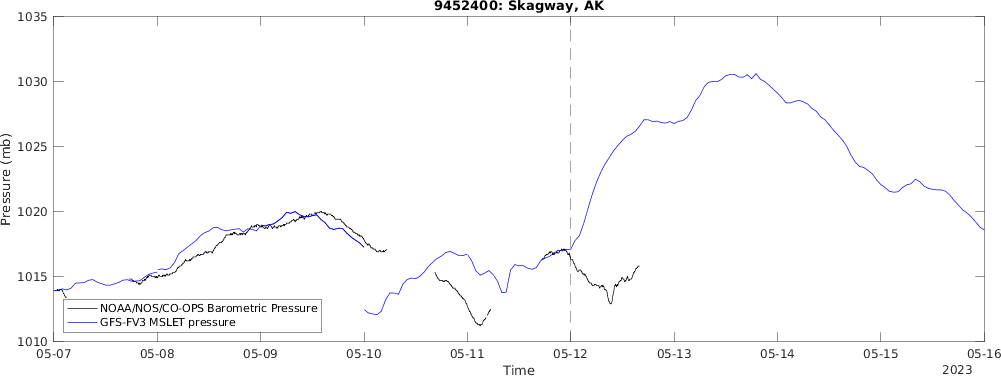 9452400: Skagway, AK
Pressure (mb)
1035
1030
1025
1020
1015
1010
NOAA/NOS/CO-OPS Barometric Pressure
GFS-FV3 MSLET pressure
05-07 05-08 05-09 05-10 05-11 05-12 05-13 05-14 05-15 05-16
Time
2023